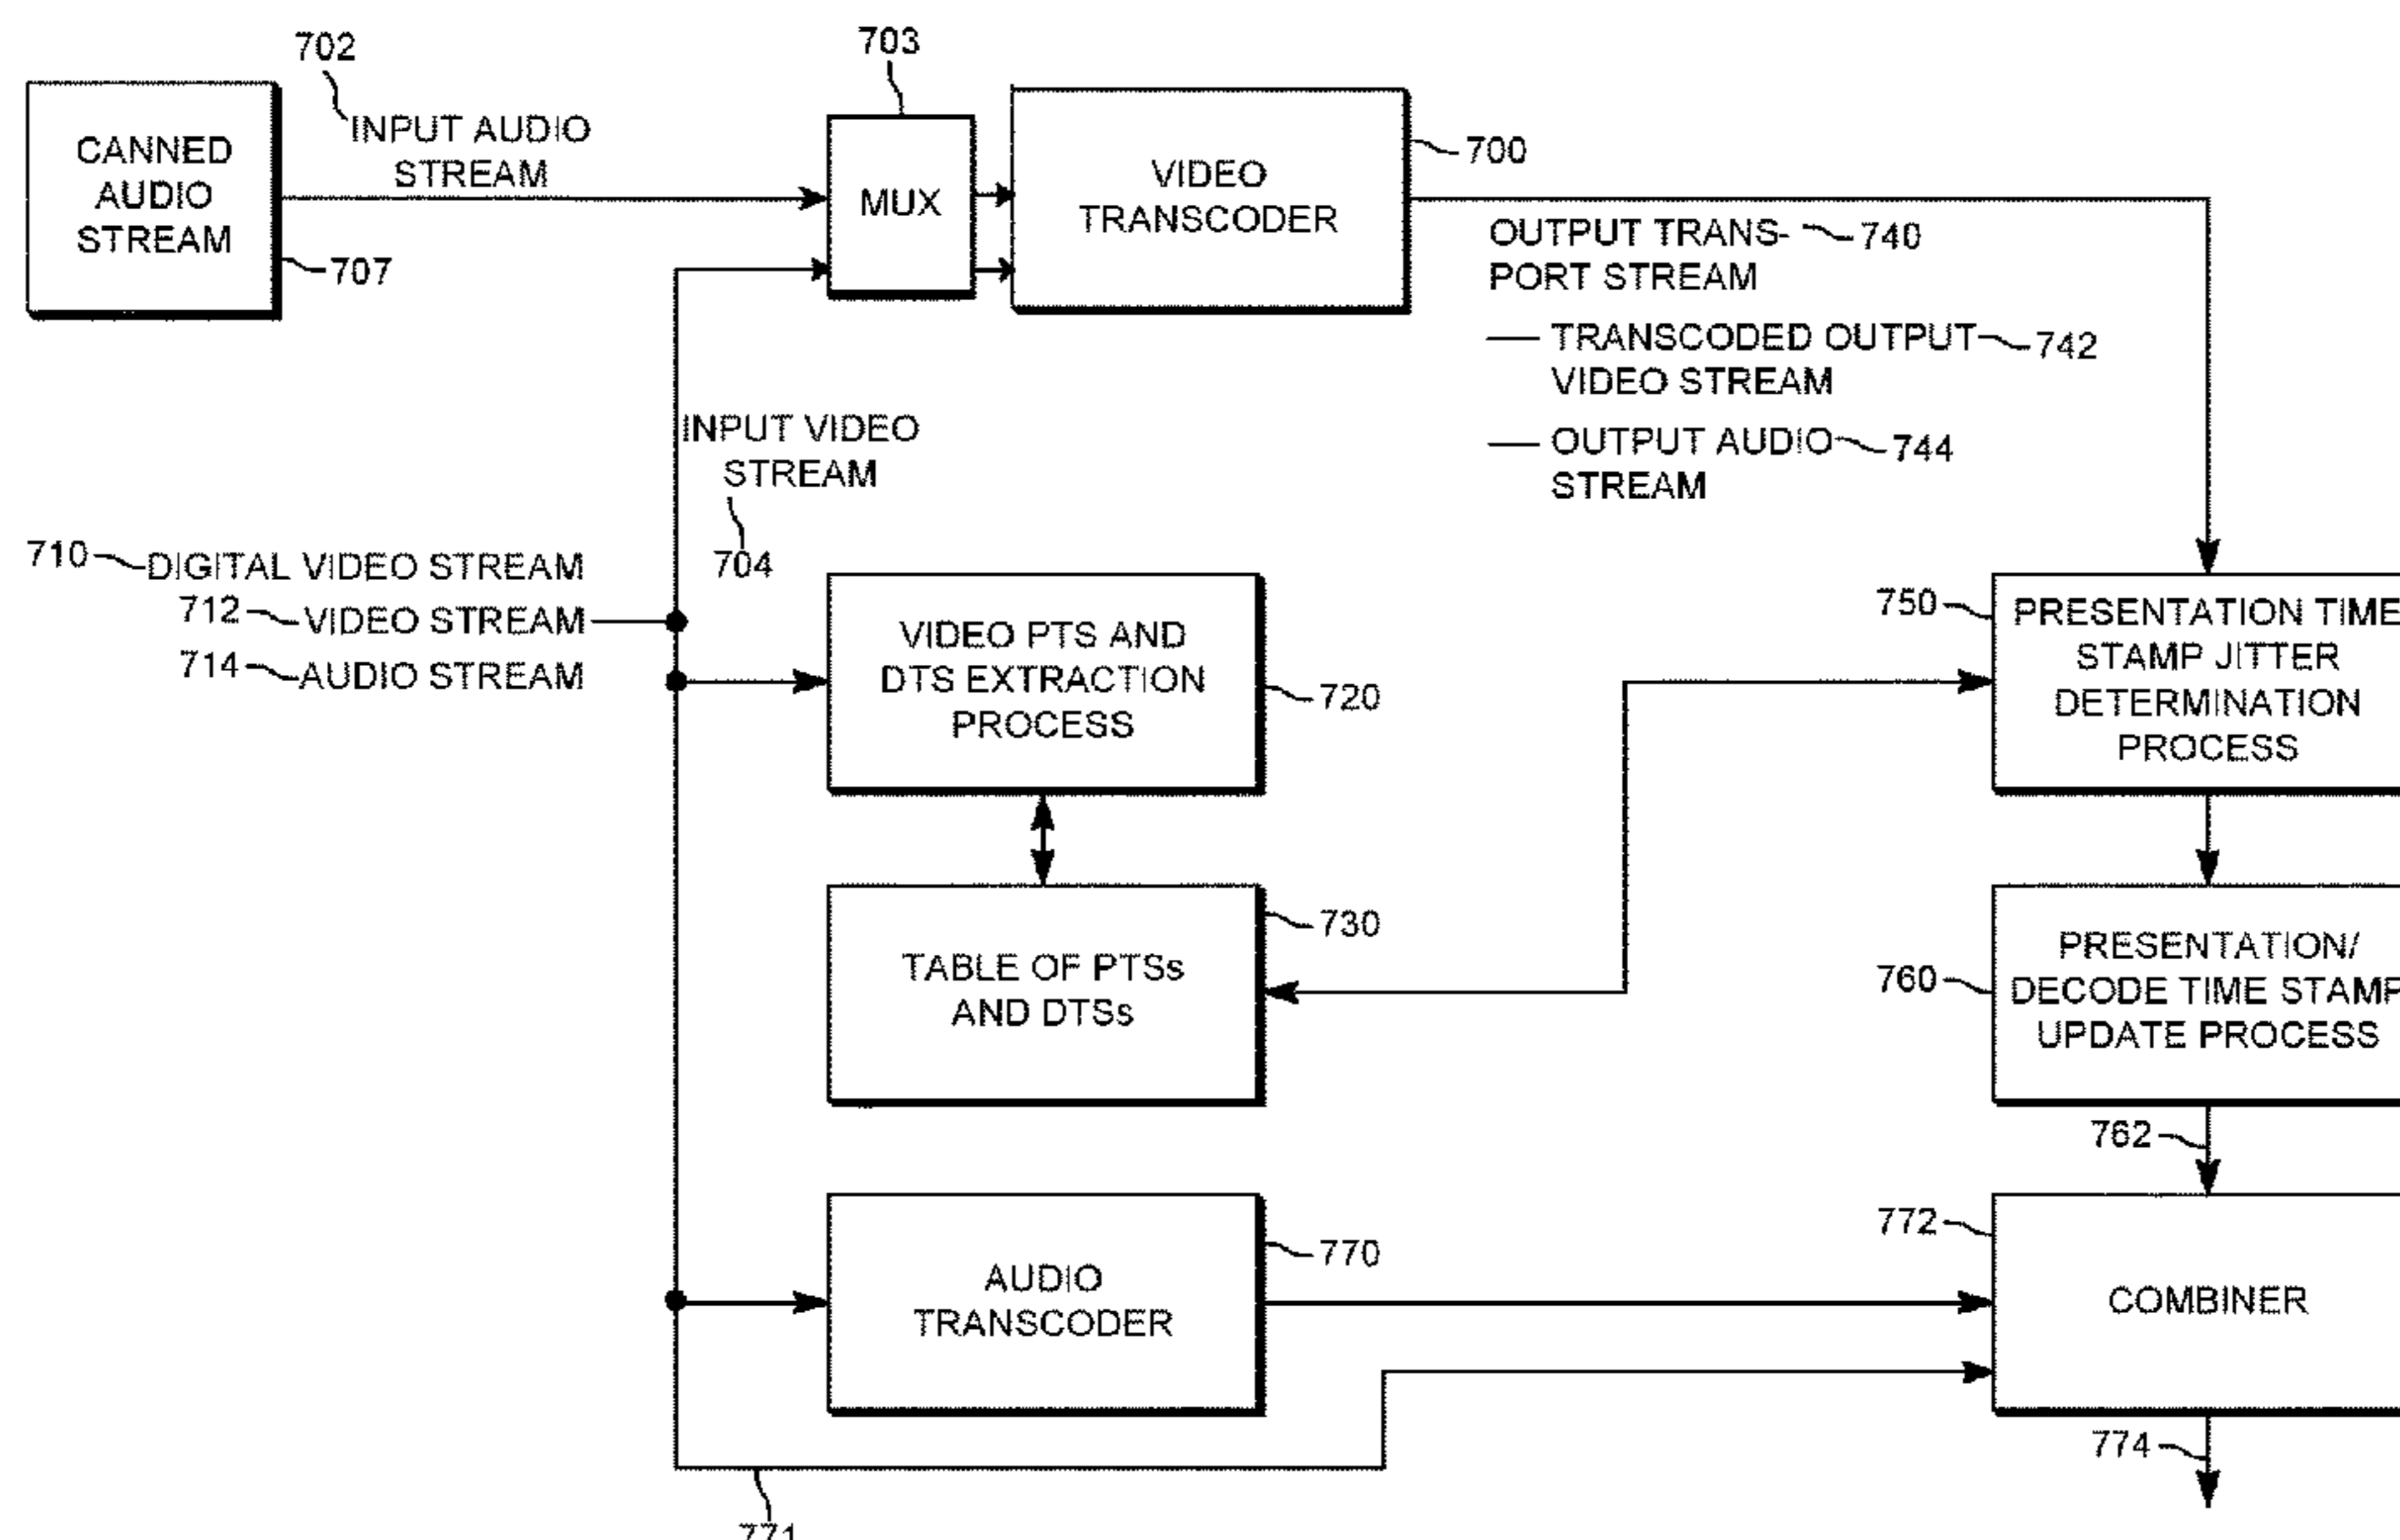 702
703
CANNED
AUDIO
STREAM
707
INPUT AUDIO
STREAM
MUX
VIDEO
TRANSCODER
700
OUTPUT TRANS-
PORT STREAM
740
TRANSCODED OUTPUT
VIDEO STREAM
742
OUTPUT AUDIO
STREAM
744
INPUT VIDEO
STREAM
704
710
DIGITAL VIDEO STREAM
712
VIDEO STREAM
714
AUDIO STREAM
VIDEO PTS AND
DTS EXTRACTION
PROCESS
720
750
PRESENTATION TIME
STAMP JITTER
DETERMINATION
PROCESS
TABLE OF PTSs
AND DTSs
730
760
PRESENTATION/
DECODE TIME STAMP
UPDATE PROCESS
762
AUDIO
TRANSCODER
770
772
COMBINER
774
771